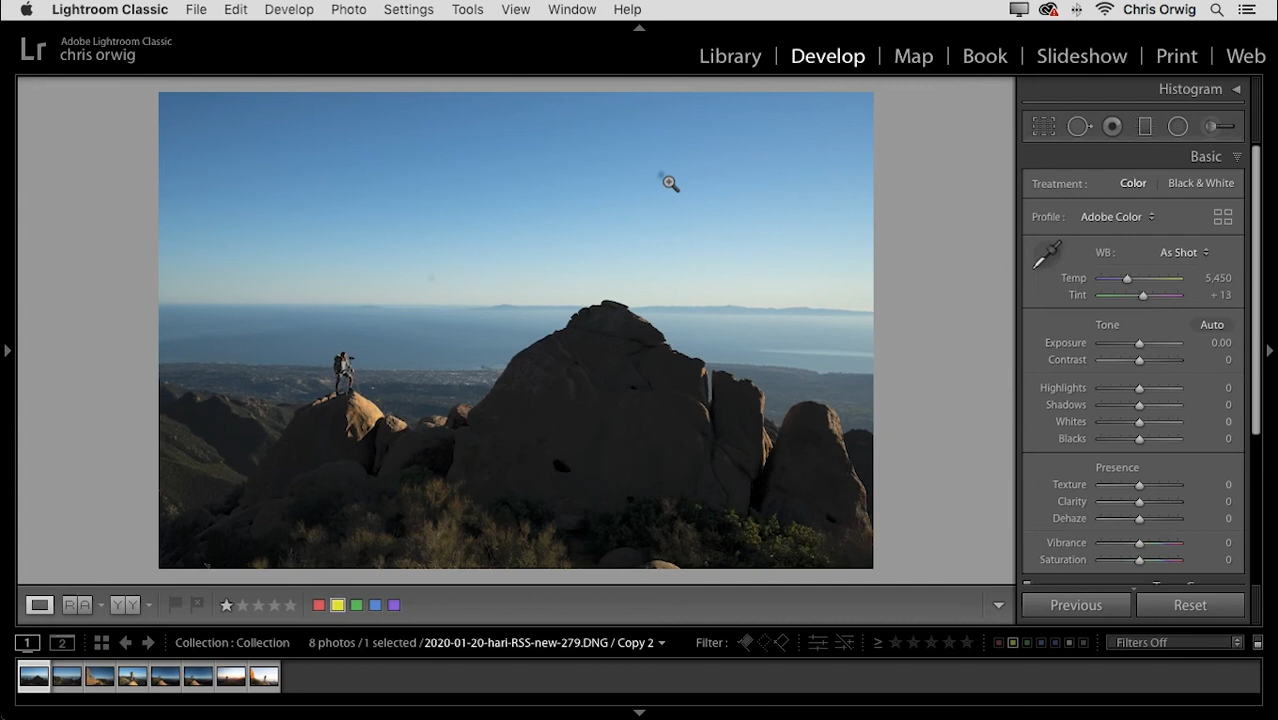 Lightroom Classic File Edit Develop Photo Settings Tools View Window Help Chris Orwig
Lr Adobe Lightroom Classic
chris orwig
Library | Develop | Map | Book | Slideshow | Print | Web
Histogram
Basic
Treatment : Color | Black & White
Profile : Adobe Color
WB : As Shot
Temp 5,450
Tint + 13
Tone Auto
Exposure 0.00
Contrast 0
Highlights 0
Shadows 0
Whites 0
Blacks 0
Presence
Texture 0
Clarity 0
Dehaze 0
Vibrance 0
Saturation 0
R A Y Y Previous Reset
1 2 Collection : Collection 8 photos / 1 selected / 2020-01-20-hari-RSS-new-279.DNG / Copy 2 Filter : ≥ Filters Off